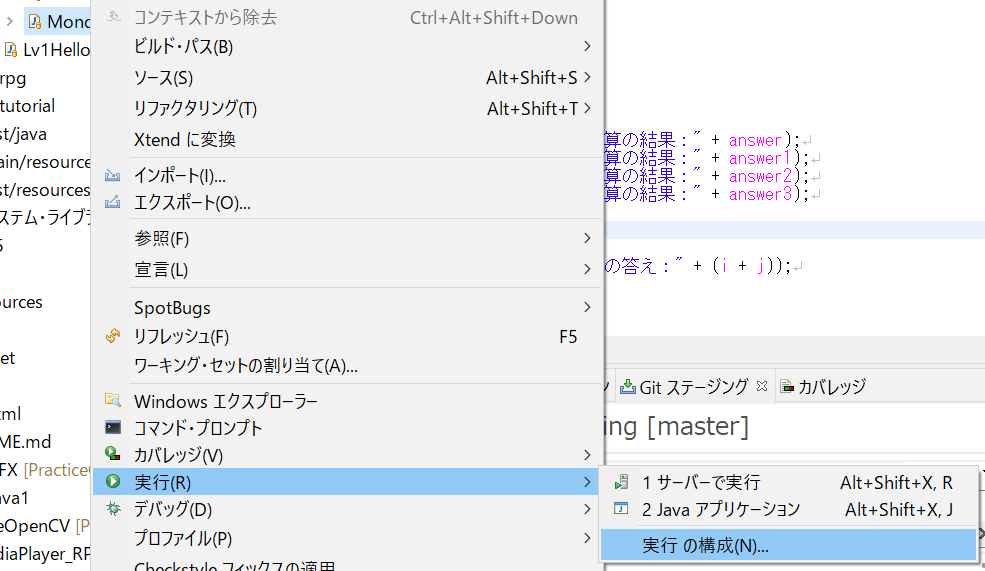 Mond
Lv1Hello
rpg
tutorial
st/java
ain/resource
st/resources
ステム・ライブラ
5
ources
et
ml
ME.md
FX [Practice
ava1
eOpenCV [P
diaPlayer_RP
コンテキストから除去 Ctrl+Alt+Shift+Down
ビルド・パス(B)
ソース(S) Alt+Shift+S
リファクタリング(T) Alt+Shift+T
Xtend に変換
インポート(I)...
エクスポート(O)...
参照(F)
宣言(L)
SpotBugs
リフレッシュ(F) F5
ワーキング・セットの割り当て(A)...
Windows エクスプローラー
コマンド・プロンプト
カバレッジ(V)
実行(R)
デバッグ(D)
プロファイル(P)
Checkstyle フィックスの適用
算の結果：" + answer);
算の結果：" + answer1);
算の結果：" + answer2);
算の結果：" + answer3);
の答え：" + (i + j));
Git ステージング
カバレッジ
ing [master]
1 サーバーで実行 Alt+Shift+X, R
2 Java アプリケーション Alt+Shift+X, J
実行 の構成(N)...